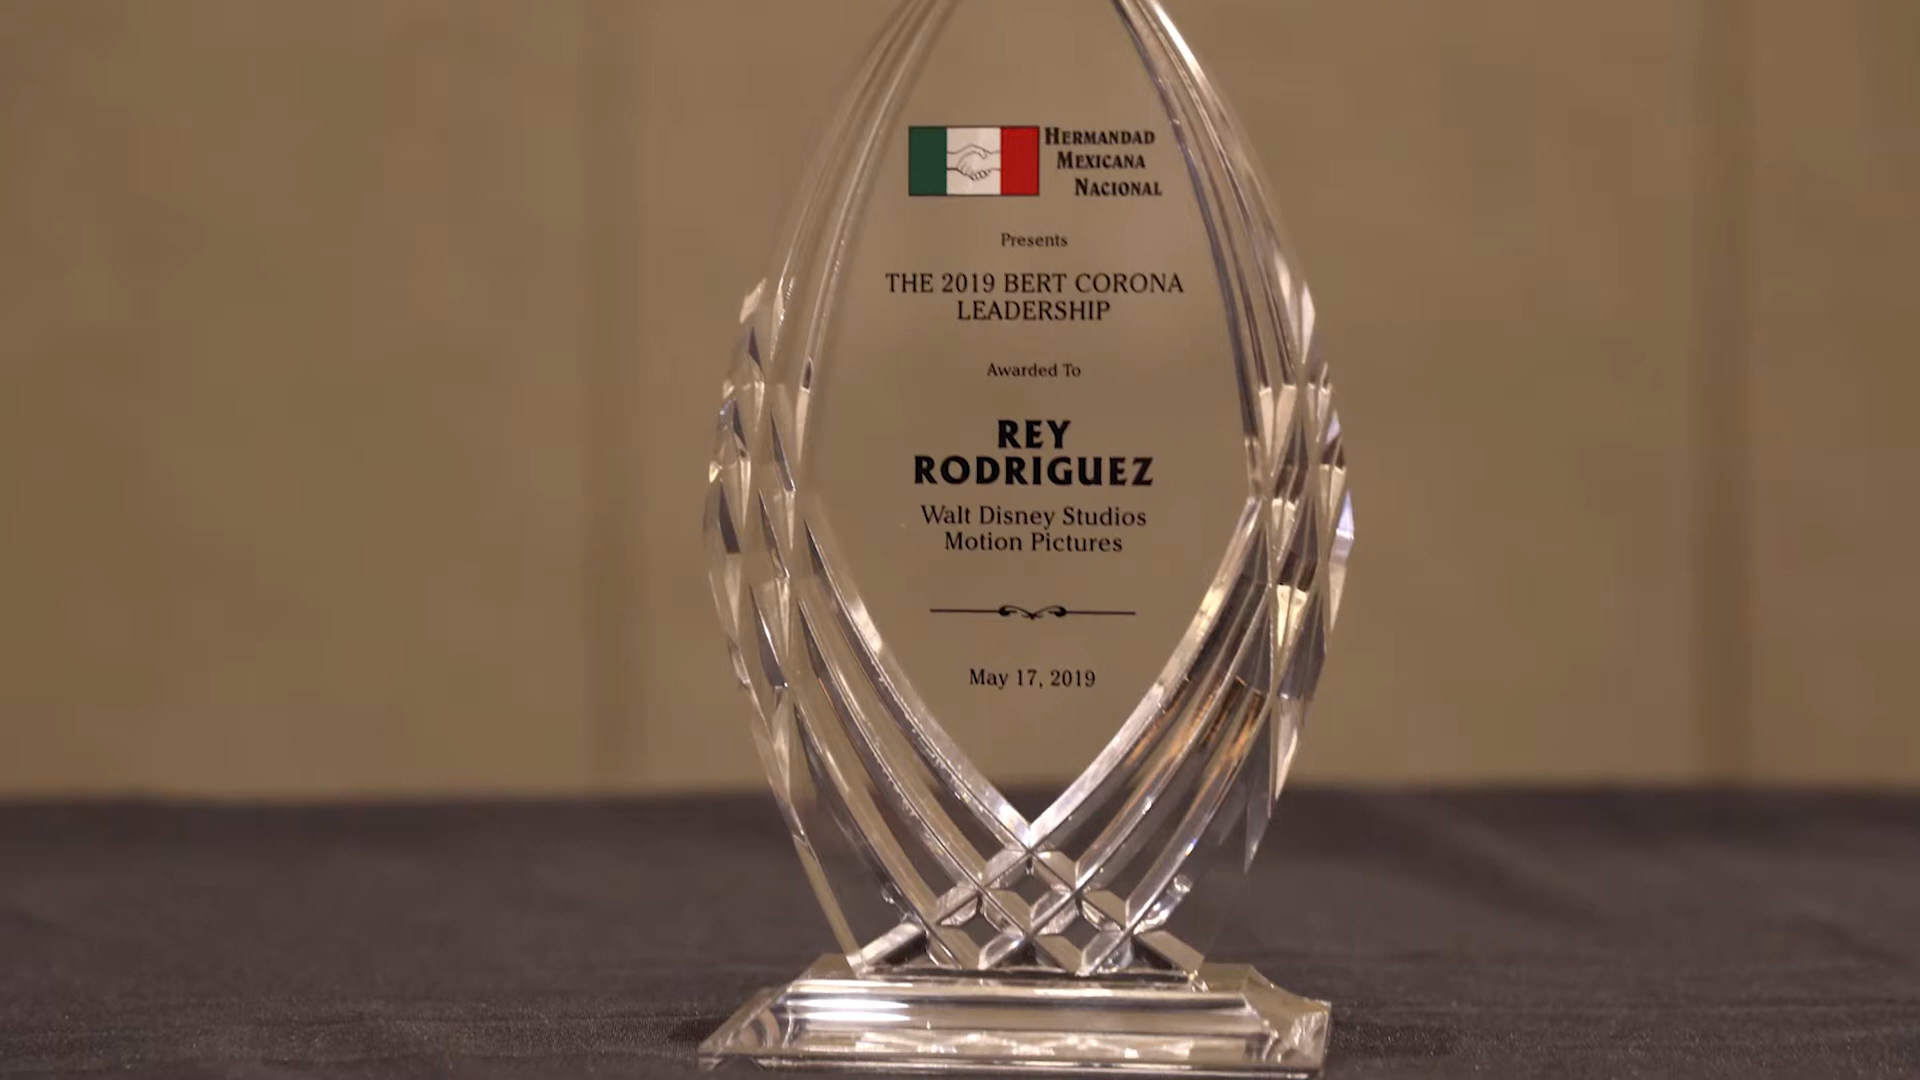 HERMANDAD
MEXICANA
NACIONAL
Presents
THE 2019 BERT CORONA
LEADERSHIP
Awarded To
REY
RODRIGUEZ
Walt Disney Studios
Motion Pictures
May 17, 2019